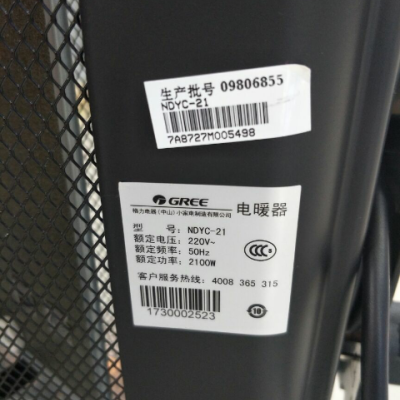 生产批号 09806855
NDYC-21
7A8727M005498
GREE 电暖器
格力电器(中山)小家电制造有限公司
型 号: NDYC-21
额定电压: 220V~
额定频率: 50Hz
额定功率: 2100W
客户服务热线: 4008 365 315
1730002523
10